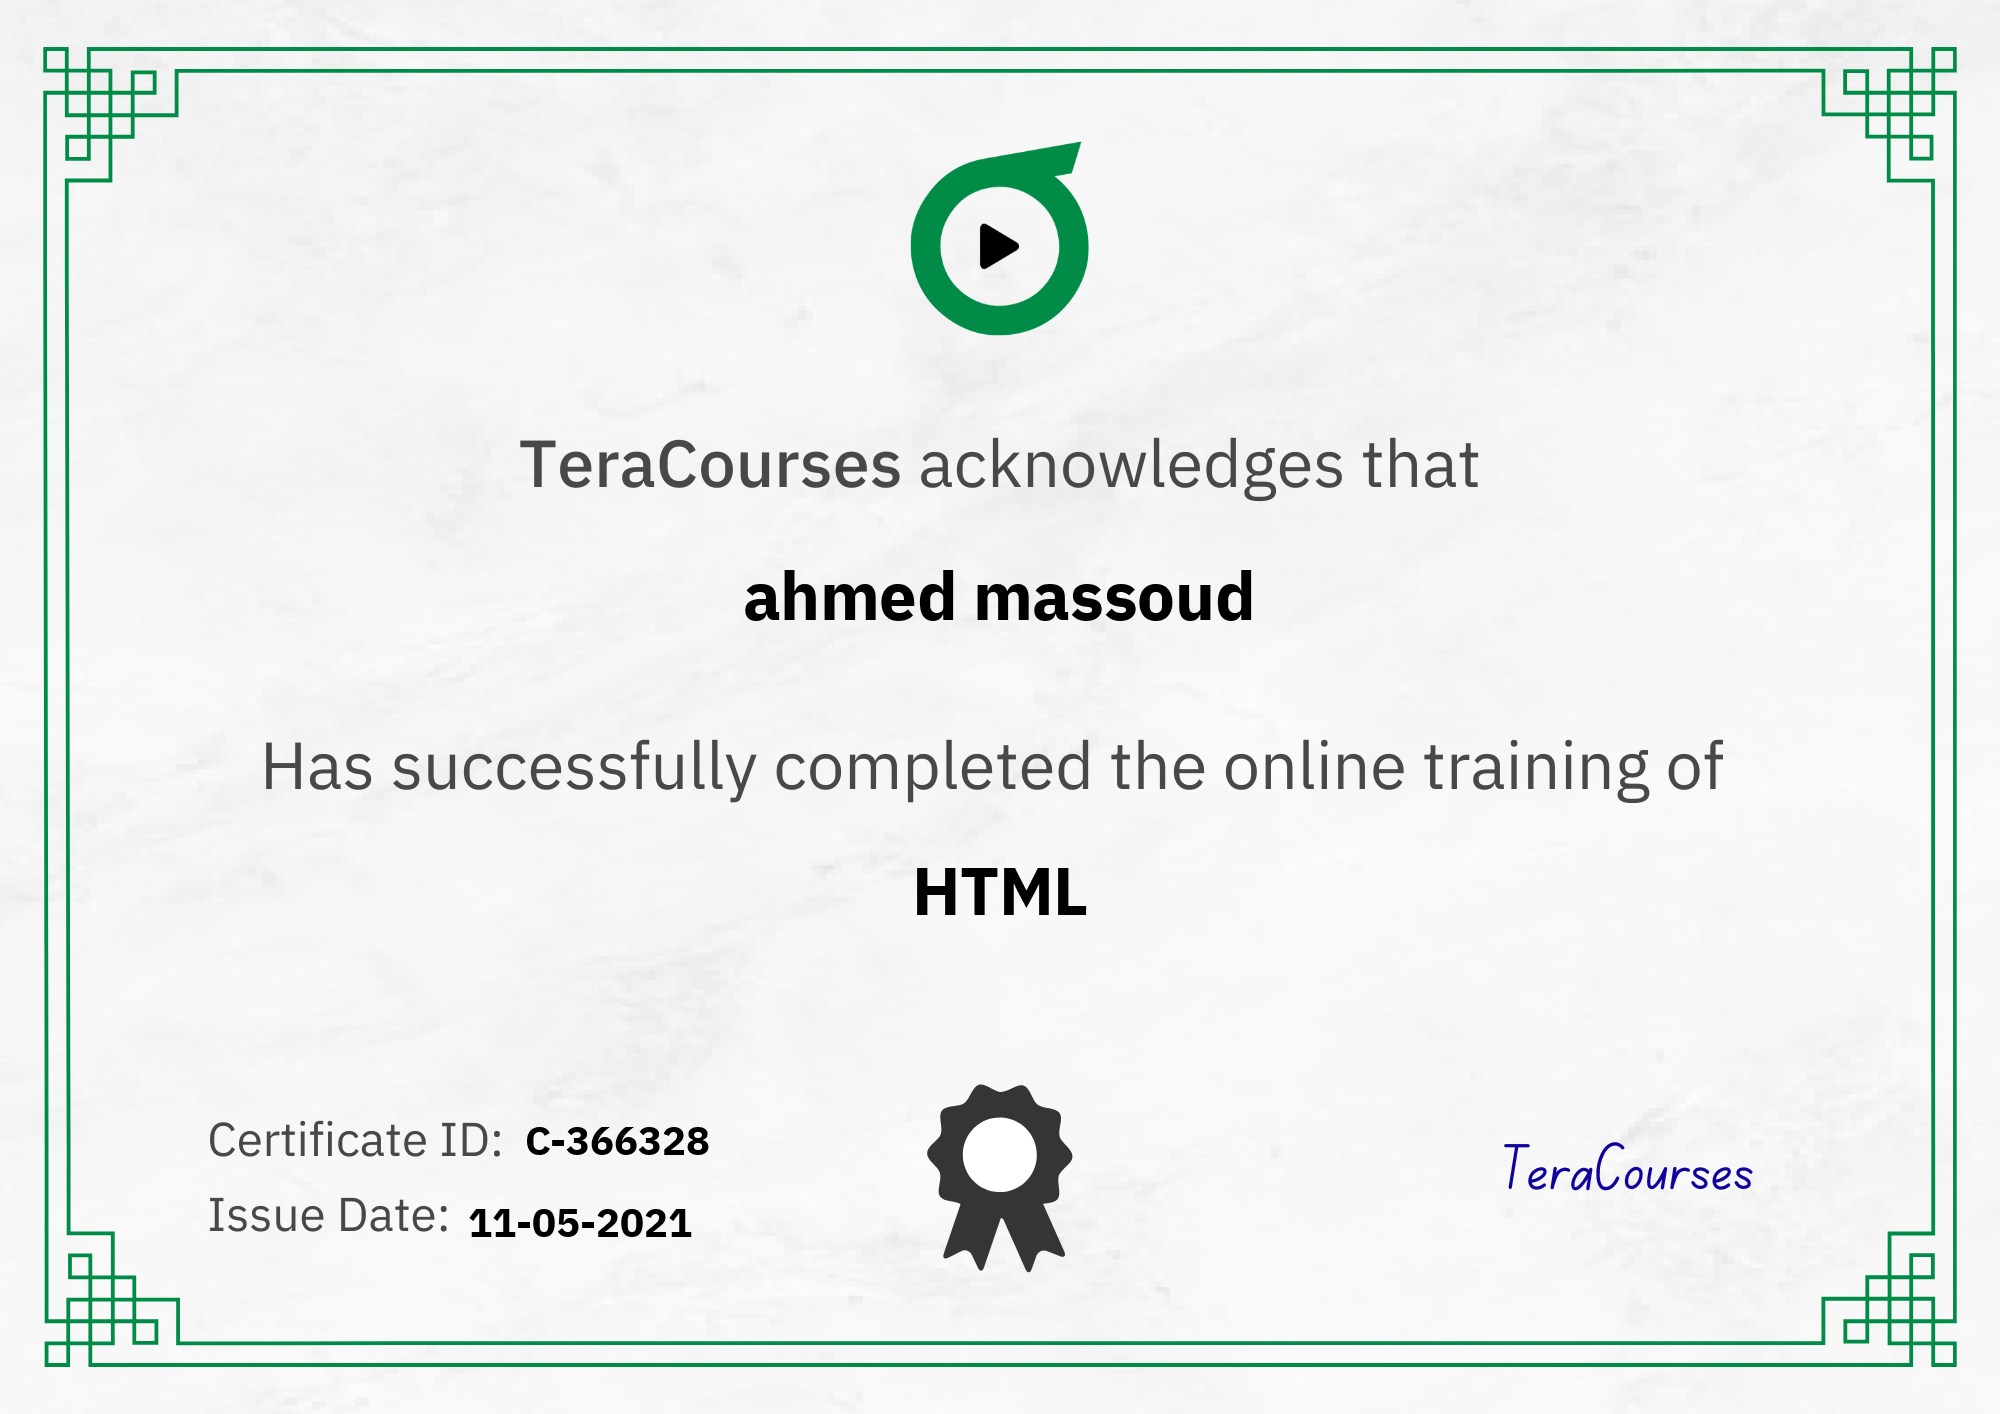 TeraCourses acknowledges that
ahmed massoud
Has successfully completed the online training of
HTML
Certificate ID: C-366328
Issue Date: 11-05-2021
TeraCourses